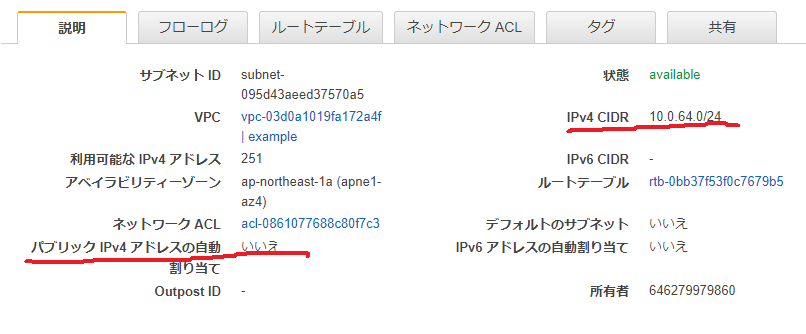 説明 フローログ ルートテーブル ネットワーク ACL タグ 共有
サブネット ID subnet- 状態 available
095d43aeed37570a5
VPC vpc-03d0a1019fa172a4f IPv4 CIDR 10.0.64.0/24
| example
利用可能な IPv4 アドレス 251 IPv6 CIDR -
アベイラビリティーゾーン ap-northeast-1a (apne1- ルートテーブル rtb-0bb37f53f0c7679b5
az4)
ネットワーク ACL acl-0861077688c80f7c3 デフォルトのサブネット いいえ
パブリック IPv4 アドレスの自動 いいえ IPv6 アドレスの自動割り当て いいえ
割り当て
Outpost ID - 所有者 646279979860